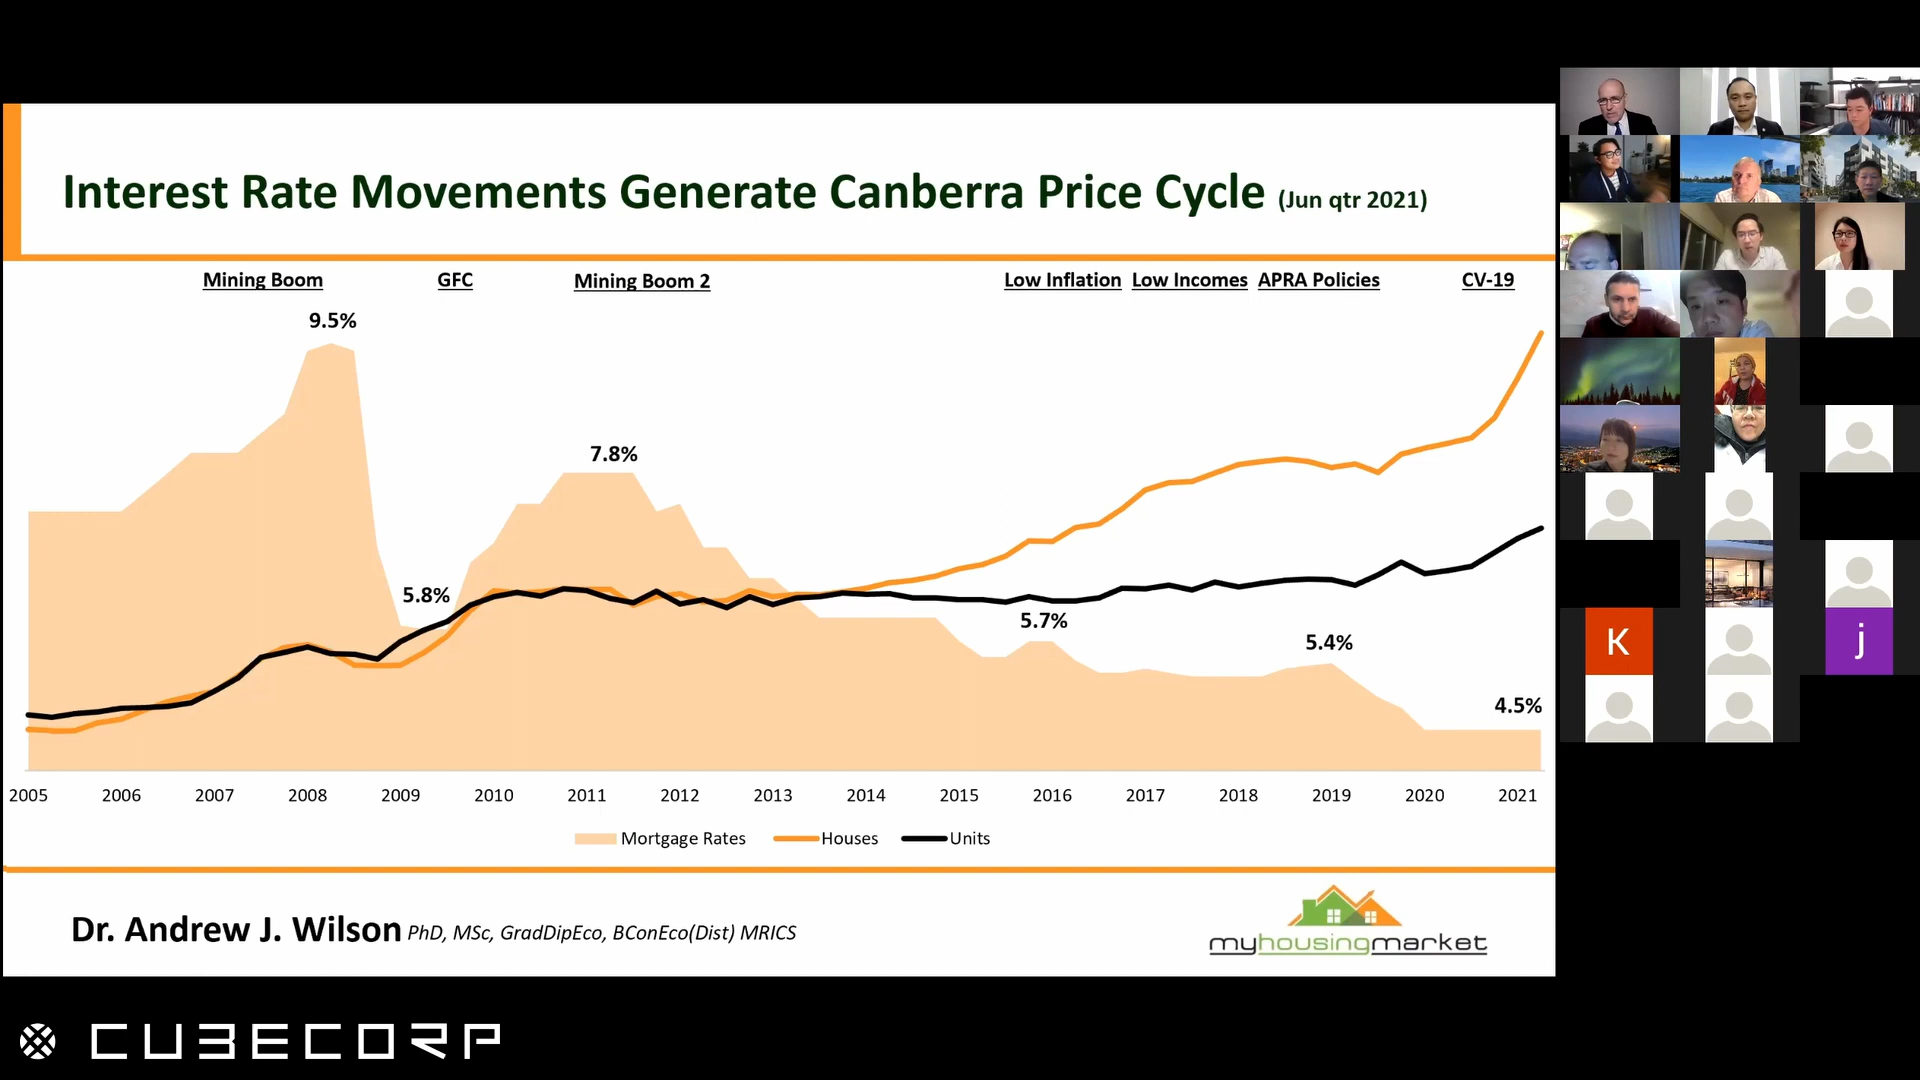 Interest Rate Movements Generate Canberra Price Cycle (Jun qtr 2021)
Mining Boom GFC Mining Boom 2 Low Inflation Low Incomes APRA Policies CV-19
9.5%
7.8%
5.8%
5.7%
5.4%
4.5%
2005 2006 2007 2008 2009 2010 2011 2012 2013 2014 2015 2016 2017 2018 2019 2020 2021
Mortgage Rates Houses Units
Dr. Andrew J. Wilson PhD, MSc, GradDipEco, BConEco(Dist) MRICS
myhousingmarket
CUBECORP
K
j